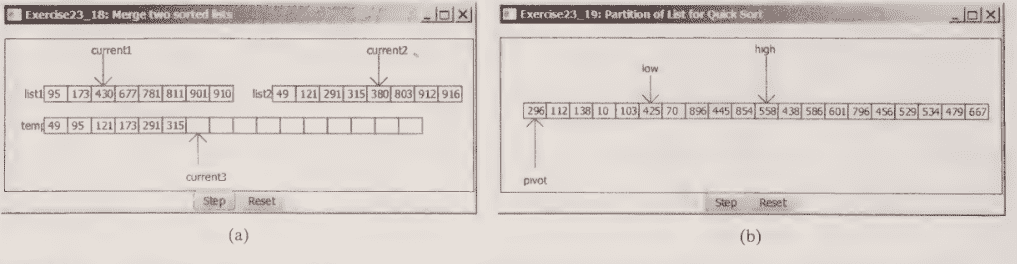 Exercise23_18: Merge two sorted lists
current1
current2
list1 95 173 430 677 781 811 901 910
list2 49 121 291 315 380 803 912 916
temp 49 95 121 173 291 315
current3
Step Reset
(a)
Exercise23_19: Partition of List for Quick Sort
high
low
296 112 138 10 103 425 70 896 445 854 558 438 586 601 796 456 529 534 479 667
pivot
Step Reset
(b)